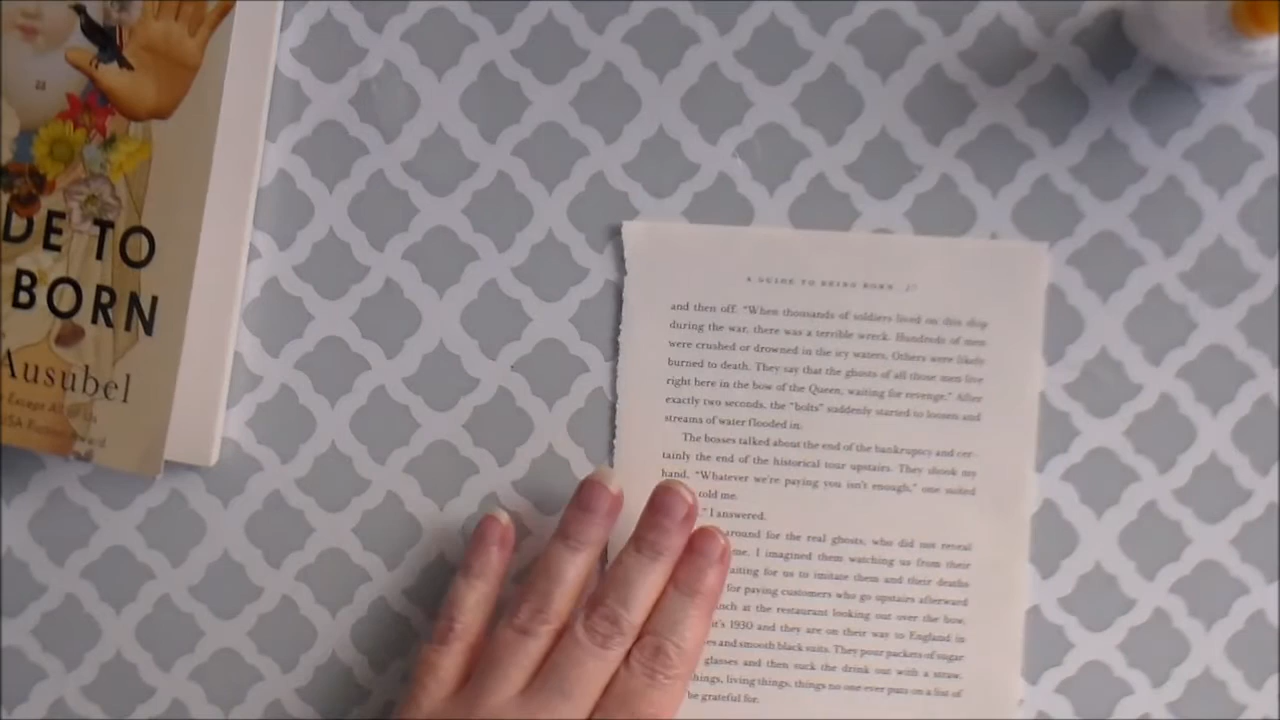 DE TO
BORN
Ausubel
A GUIDE TO BEING BORN 27
and then off. “When thousands of soldiers lived on this ship
during the war, there was a terrible wreck. Hundreds of men
were crushed or drowned in the icy waters. Others were likely
burned to death. They say that the ghosts of all those men live
right here in the bow of the Queen, waiting for revenge.” After
exactly two seconds, the “bolts” suddenly started to loosen and
streams of water flooded in.
The bosses talked about the end of the bankruptcy and cer-
tainly the end of the historical tour upstairs. They shook my
hand. “Whatever we're paying you isn't enough,” one suited
told me.
.” I answered.
around for the real ghosts, who did not reveal
me. I imagined them watching us from their
aiting for us to imitate them and their deaths
for paying customers who go upstairs afterward
unch at the restaurant looking out over the bow.
it's 1930 and they are on their way to England in
es and smooth black suits. They pour packets of sugar
glasses and then suck the drink out with a straw.
hings, living things, things no one ever puts on a list of
be grateful for.